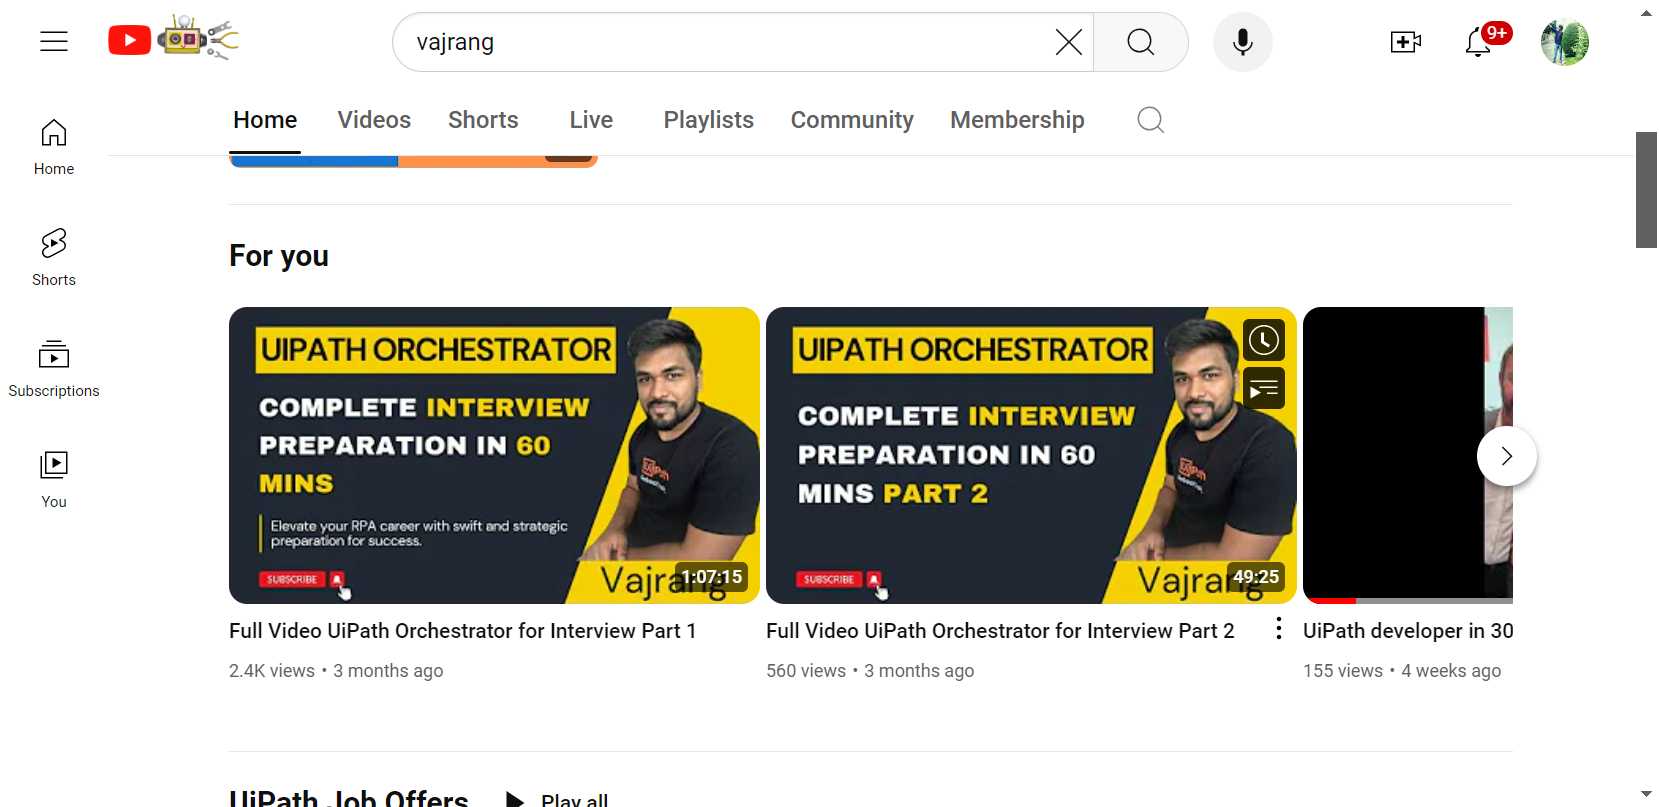 vajrang
9+
Home
Videos
Shorts
Live
Playlists
Community
Membership
Home
Shorts
Subscriptions
You
For you
UIPATH ORCHESTRATOR
COMPLETE INTERVIEW
PREPARATION IN 60
MINS
Elevate your RPA career with swift and strategic
preparation for success.
SUBSCRIBE
Vajrang
1:07:15
Full Video UiPath Orchestrator for Interview Part 1
2.4K views • 3 months ago
UIPATH ORCHESTRATOR
COMPLETE INTERVIEW
PREPARATION IN 60
MINS PART 2
SUBSCRIBE
Vajrang
49:25
Full Video UiPath Orchestrator for Interview Part 2
560 views • 3 months ago
UiPath developer in 30
155 views • 4 weeks ago
UiPath Job Offers
Play all